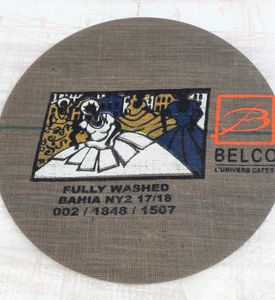 B
BELCO
L'UNIVERS CAFES
FULLY WASHED
BAHIA NY2 17/18
002 / 1848 / 1507